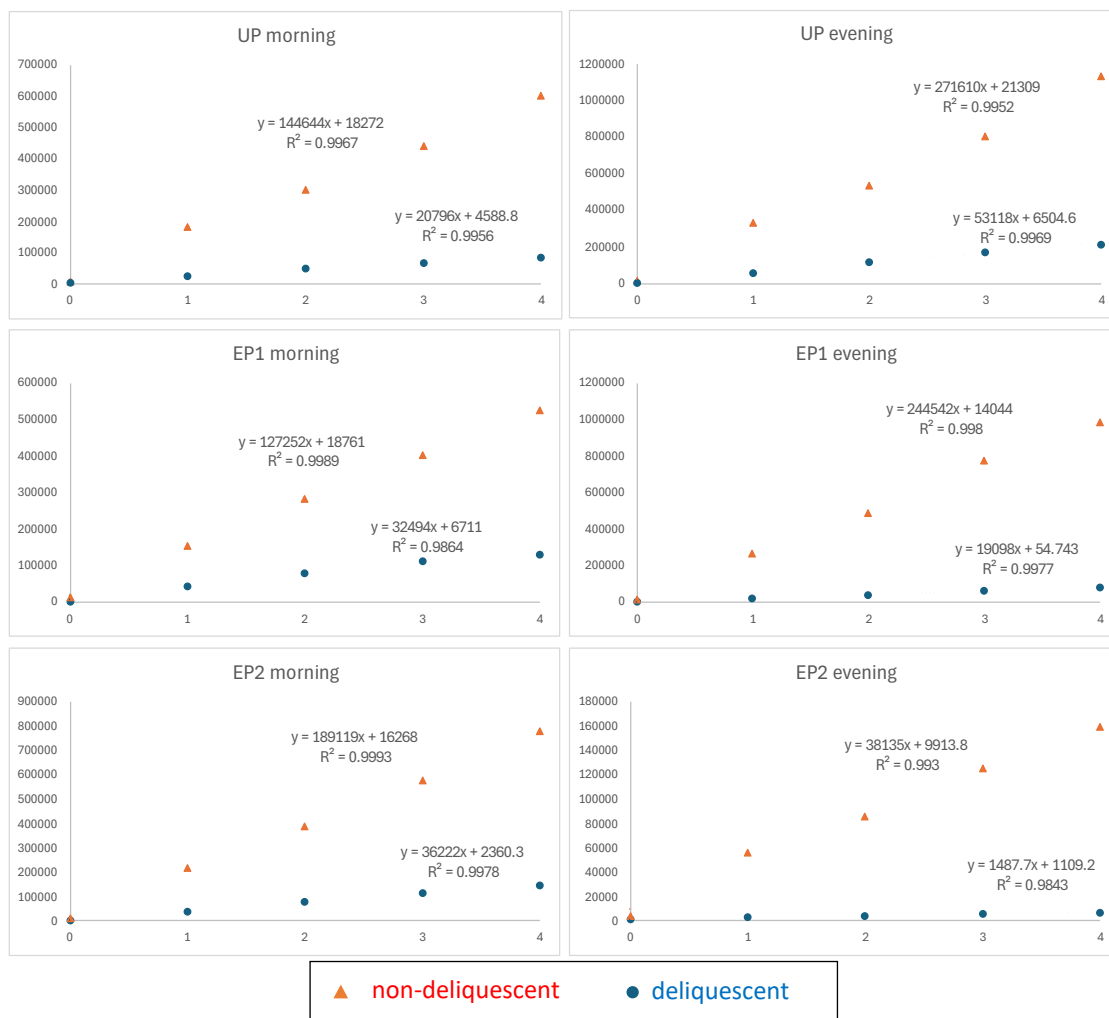 UP morning
700000
600000
500000
400000
300000
200000
100000
0
0 1 2 3 4
y = 144644x + 18272
R² = 0.9967
y = 20796x + 4588.8
R² = 0.9956
UP evening
1200000
1000000
800000
600000
400000
200000
0
0 1 2 3 4
y = 271610x + 21309
R² = 0.9952
y = 53118x + 6504.6
R² = 0.9969
EP1 morning
600000
500000
400000
300000
200000
100000
0
0 1 2 3 4
y = 127252x + 18761
R² = 0.9989
y = 32494x + 6711
R² = 0.9864
EP1 evening
1200000
1000000
800000
600000
400000
200000
0
0 1 2 3 4
y = 244542x + 14044
R² = 0.998
y = 19098x + 54.743
R² = 0.9977
EP2 morning
900000
800000
700000
600000
500000
400000
300000
200000
100000
0
0 1 2 3 4
y = 189119x + 16268
R² = 0.9993
y = 36222x + 2360.3
R² = 0.9978
EP2 evening
180000
160000
140000
120000
100000
80000
60000
40000
20000
0
0 1 2 3 4
y = 38135x + 9913.8
R² = 0.993
y = 1487.7x + 1109.2
R² = 0.9843
non-deliquescent deliquescent